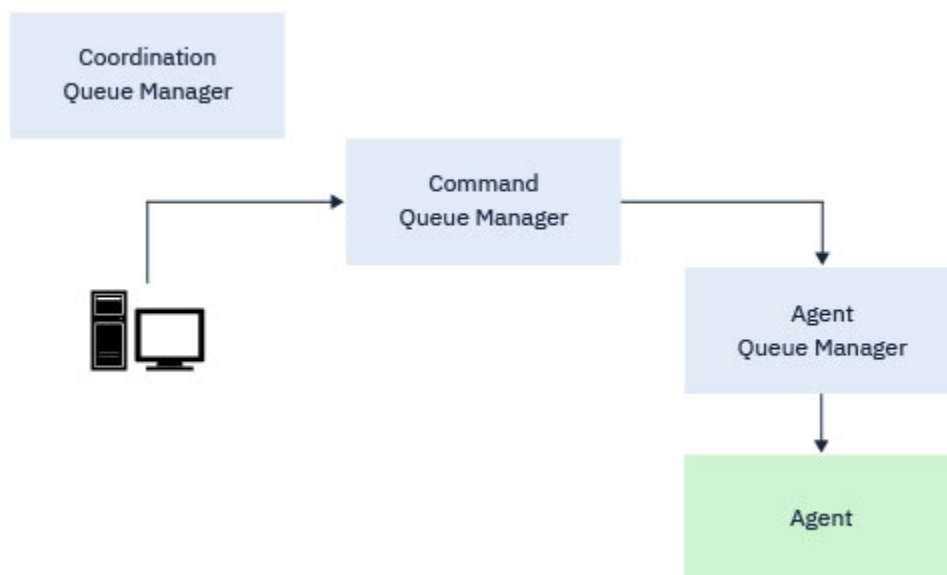 Coordination
Queue Manager
Command
Queue Manager
Agent
Queue Manager
Agent